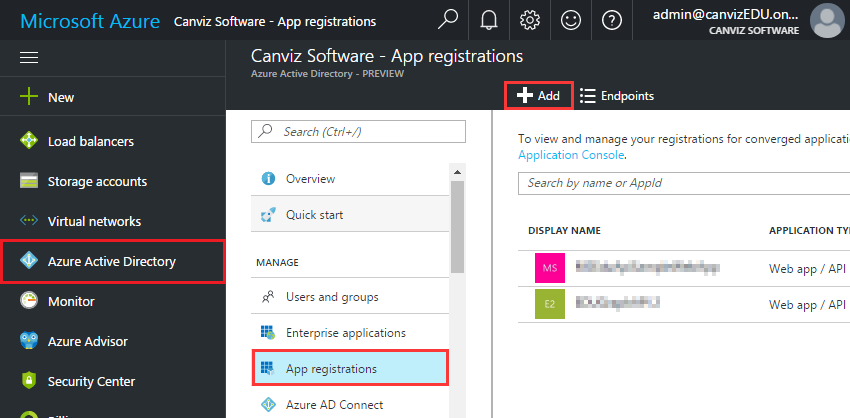 Microsoft Azure Canviz Software - App registrations
admin@canvizEDU.on...
CANVIZ SOFTWARE
New
Load balancers
Storage accounts
Virtual networks
Azure Active Directory
Monitor
Azure Advisor
Security Center
Billing
Canviz Software - App registrations
Azure Active Directory - PREVIEW
Search (Ctrl+/)
Overview
Quick start
MANAGE
Users and groups
Enterprise applications
App registrations
Azure AD Connect
Add Endpoints
To view and manage your registrations for converged applicatio
Application Console.
Search by name or AppId
DISPLAY NAME APPLICATION TY
MS Web app / API
E2 Web app / API